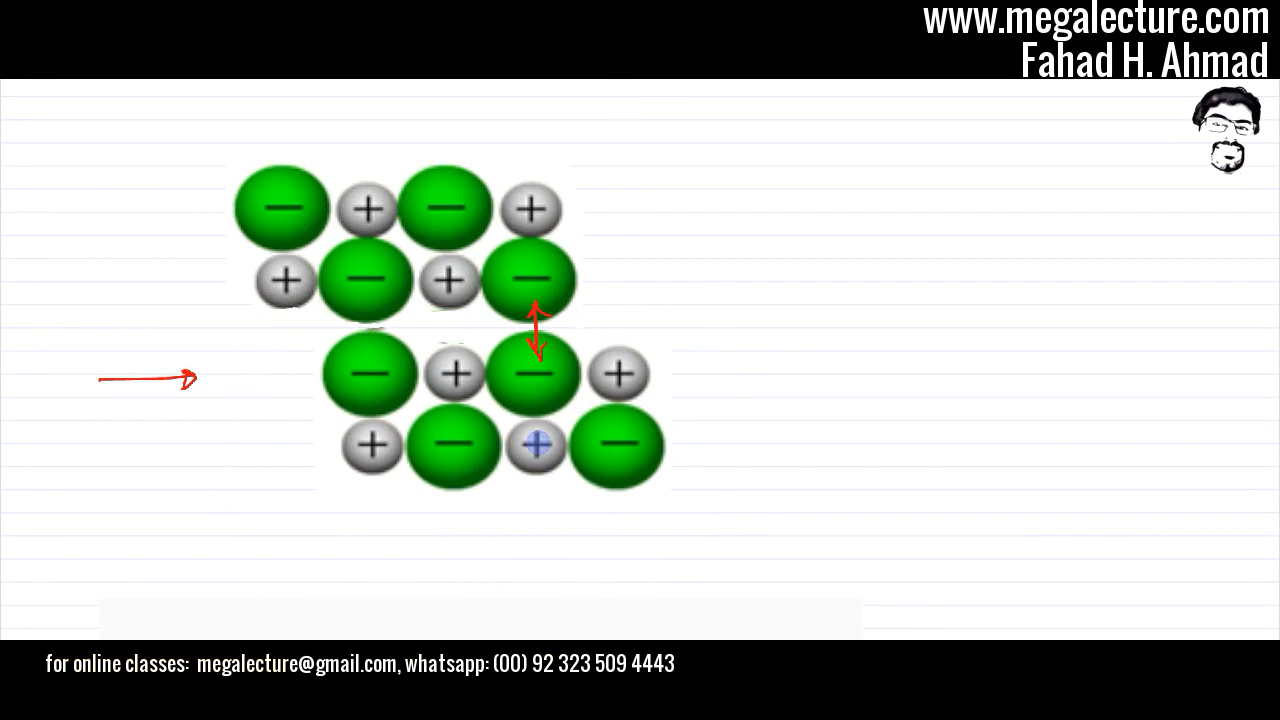 www.megalecture.com
Fahad H. Ahmad
− + − +
+ − + −
− + − +
+ − + −
for online classes: megalecture@gmail.com, whatsapp: (00) 92 323 509 4443